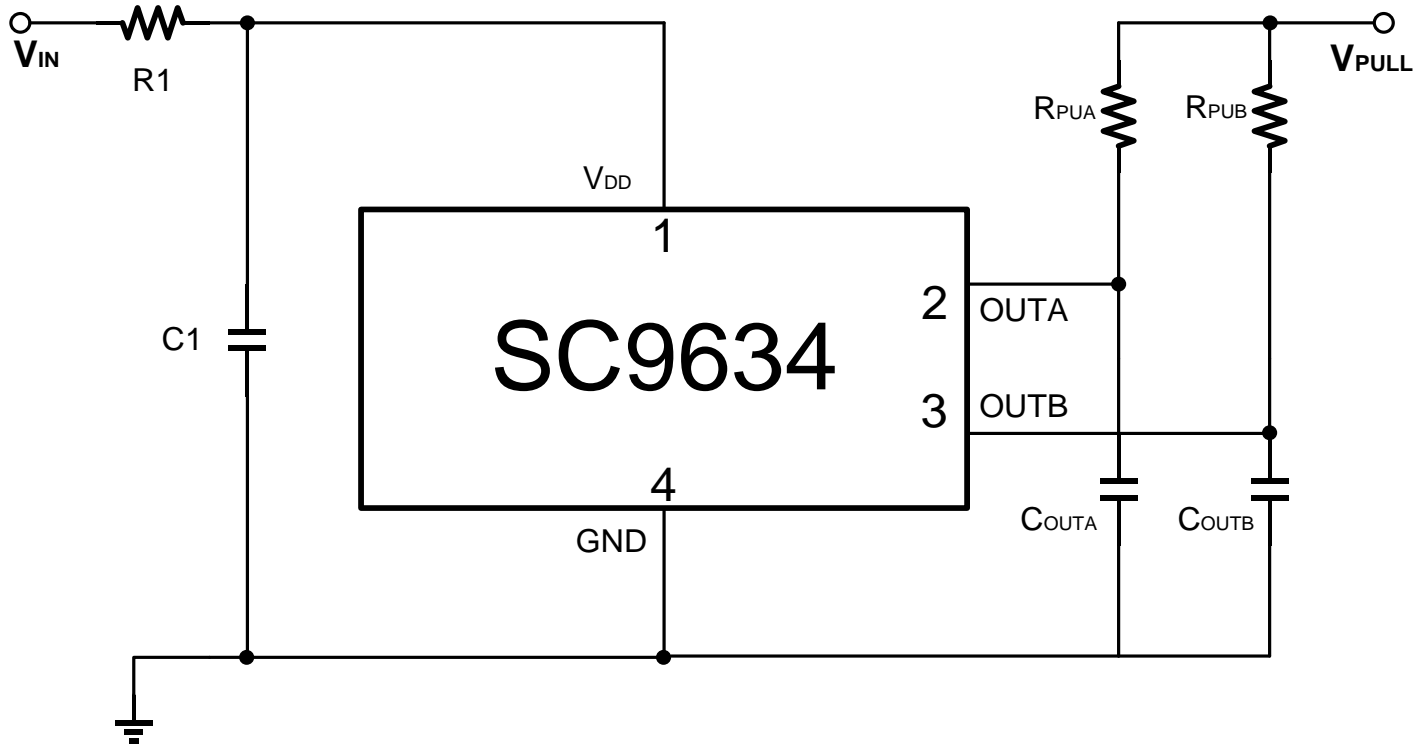 VIN
R1
VPULL
RPUA
RPUB
VDD
1
2
OUTA
C1
SC9634
3
OUTB
4
GND
COUTA
COUTB